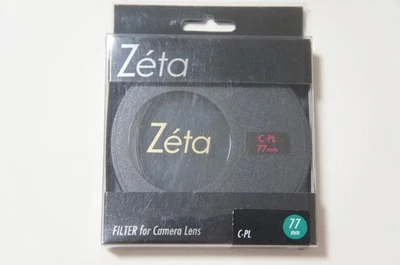 Zéta
Zéta
C-PL
77mm
FILTER for Camera Lens
C-PL
77
mm